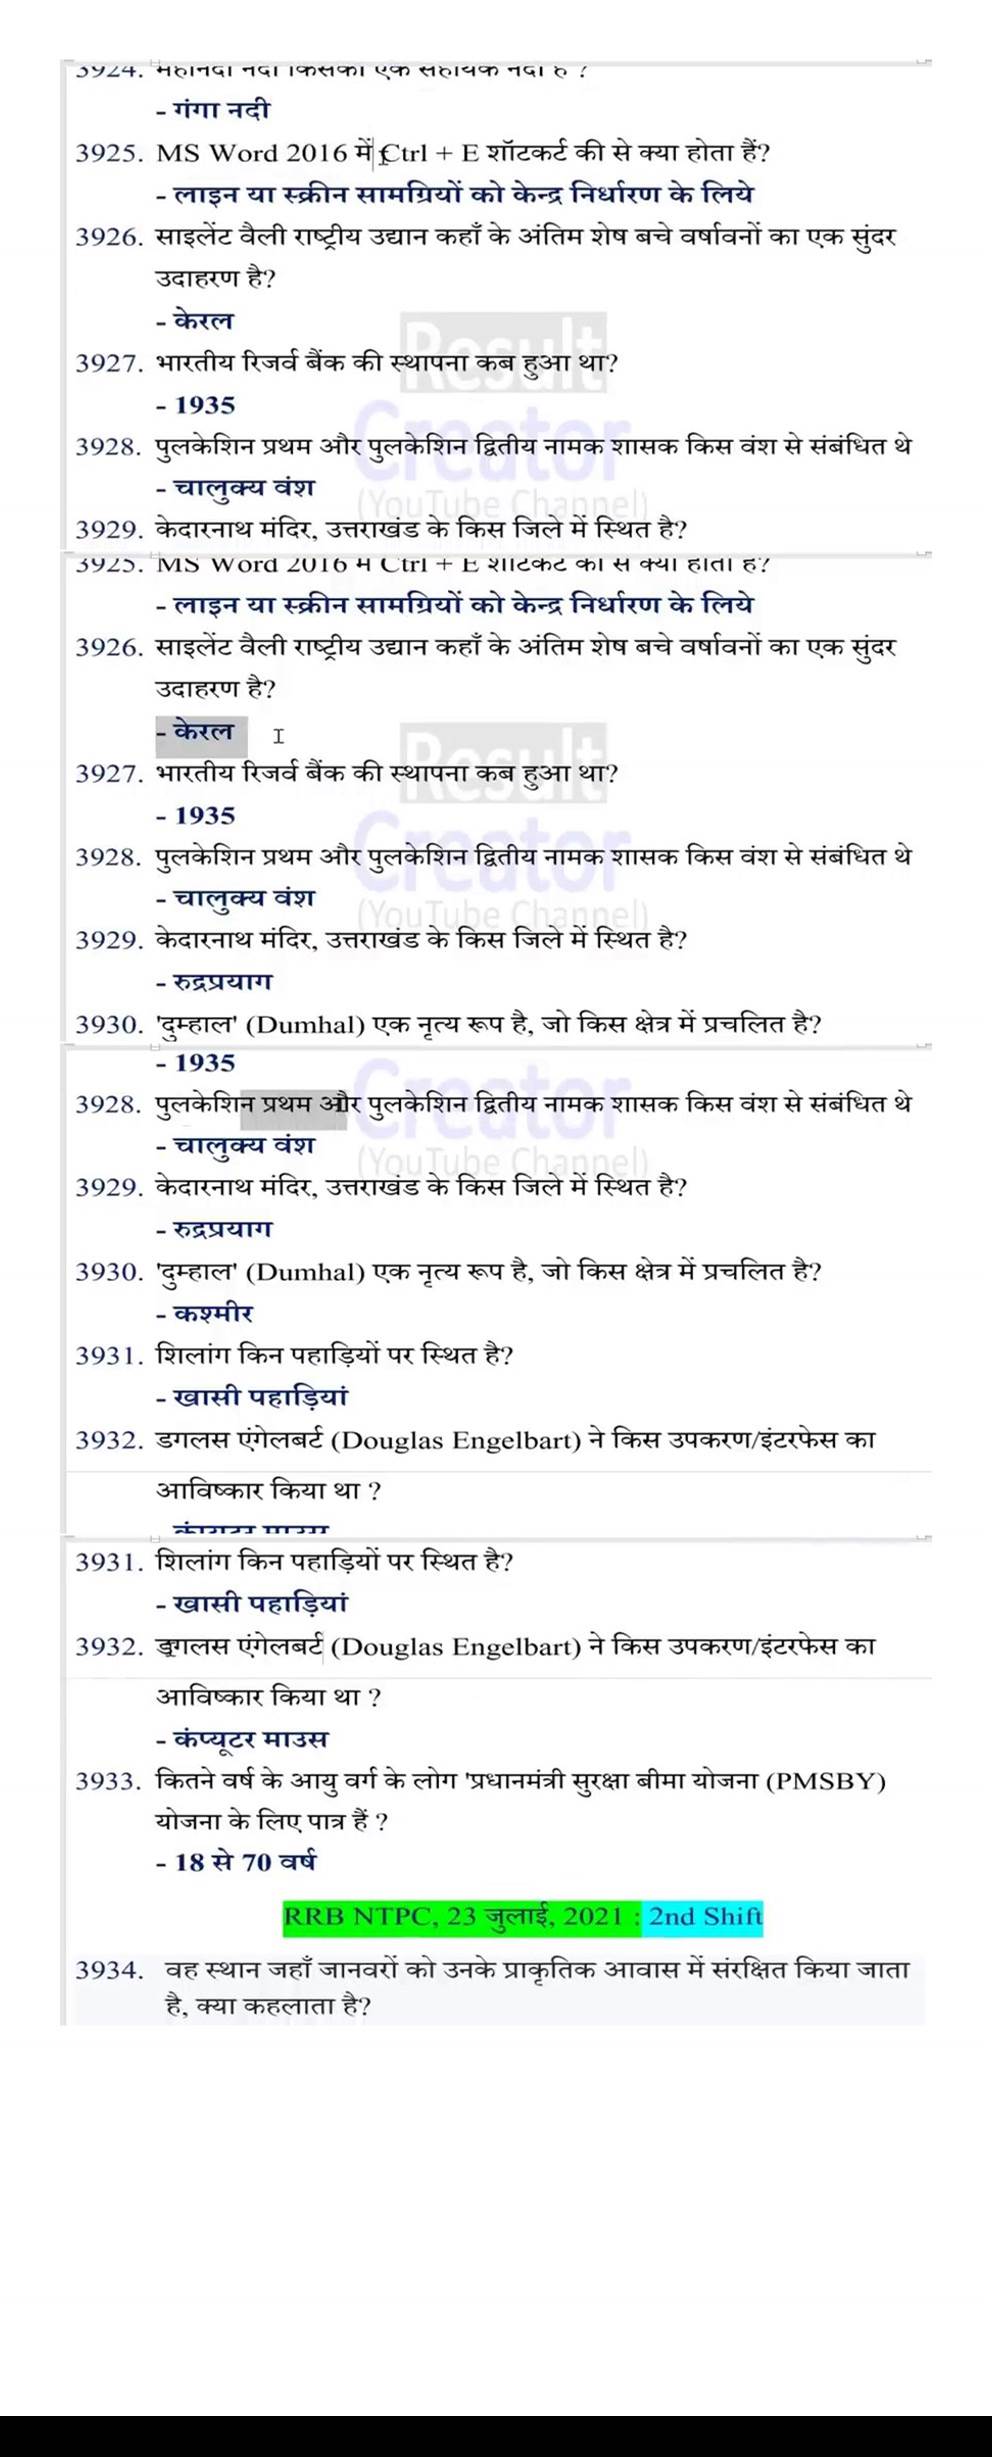 3924. महानदी नदी किसकी एक सहायक नदी है ?
- गंगा नदी
3925. MS Word 2016 में Ctrl + E शॉटकर्ट की से क्या होता हैं?
- लाइन या स्क्रीन सामग्रियों को केन्द्र निर्धारण के लिये
3926. साइलेंट वैली राष्ट्रीय उद्यान कहाँ के अंतिम शेष बचे वर्षावनों का एक सुंदर
उदाहरण है?
- केरल
Result
3927. भारतीय रिजर्व बैंक की स्थापना कब हुआ था?
- 1935
Creator
3928. पुलकेशिन प्रथम और पुलकेशिन द्वितीय नामक शासक किस वंश से संबंधित थे
- चालुक्य वंश
(YouTube Channel)
3929. केदारनाथ मंदिर, उत्तराखंड के किस जिले में स्थित है?
3925. MS Word 2016 में Ctrl + E शॉटकर्ट की से क्या होता हैं?
- लाइन या स्क्रीन सामग्रियों को केन्द्र निर्धारण के लिये
3926. साइलेंट वैली राष्ट्रीय उद्यान कहाँ के अंतिम शेष बचे वर्षावनों का एक सुंदर
उदाहरण है?
- केरल
Result
3927. भारतीय रिजर्व बैंक की स्थापना कब हुआ था?
- 1935
Creator
3928. पुलकेशिन प्रथम और पुलकेशिन द्वितीय नामक शासक किस वंश से संबंधित थे
- चालुक्य वंश
(YouTube Channel)
3929. केदारनाथ मंदिर, उत्तराखंड के किस जिले में स्थित है?
- रुद्रप्रयाग
3930. 'दुम्हाल' (Dumhal) एक नृत्य रूप है, जो किस क्षेत्र में प्रचलित है?
- 1935
Creator
3928. पुलकेशिन प्रथम और पुलकेशिन द्वितीय नामक शासक किस वंश से संबंधित थे
- चालुक्य वंश
(YouTube Channel)
3929. केदारनाथ मंदिर, उत्तराखंड के किस जिले में स्थित है?
- रुद्रप्रयाग
3930. 'दुम्हाल' (Dumhal) एक नृत्य रूप है, जो किस क्षेत्र में प्रचलित है?
- कश्मीर
3931. शिलांग किन पहाड़ियों पर स्थित है?
- खासी पहाड़ियां
3932. डगलस एंगेलबर्ट (Douglas Engelbart) ने किस उपकरण/इंटरफेस का
आविष्कार किया था ?
कंप्यूटर माउस
3931. शिलांग किन पहाड़ियों पर स्थित है?
- खासी पहाड़ियां
3932. डगलस एंगेलबर्ट (Douglas Engelbart) ने किस उपकरण/इंटरफेस का
आविष्कार किया था ?
- कंप्यूटर माउस
3933. कितने वर्ष के आयु वर्ग के लोग 'प्रधानमंत्री सुरक्षा बीमा योजना (PMSBY)
योजना के लिए पात्र हैं ?
- 18 से 70 वर्ष
RRB NTPC, 23 जुलाई, 2021 : 2nd Shift
3934. वह स्थान जहाँ जानवरों को उनके प्राकृतिक आवास में संरक्षित किया जाता
है, क्या कहलाता है?